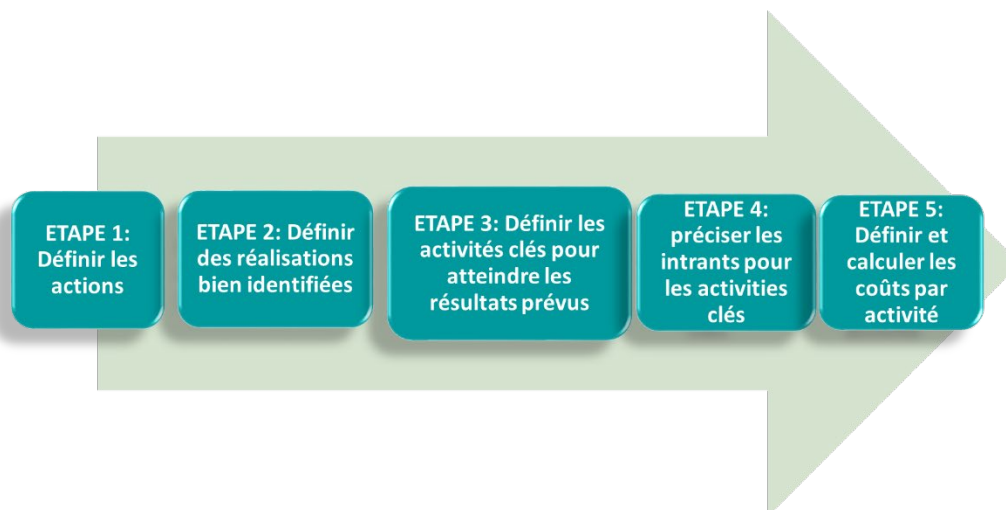 ETAPE 1:
Définir les
actions
ETAPE 2: Définir
des réalisations
bien identifiées
ETAPE 3: Définir les
activités clés pour
atteindre les
résultats prévus
ETAPE 4:
préciser les
intrants pour
les activities
clés
ETAPE 5:
Définir et
calculer les
coûts par
activité